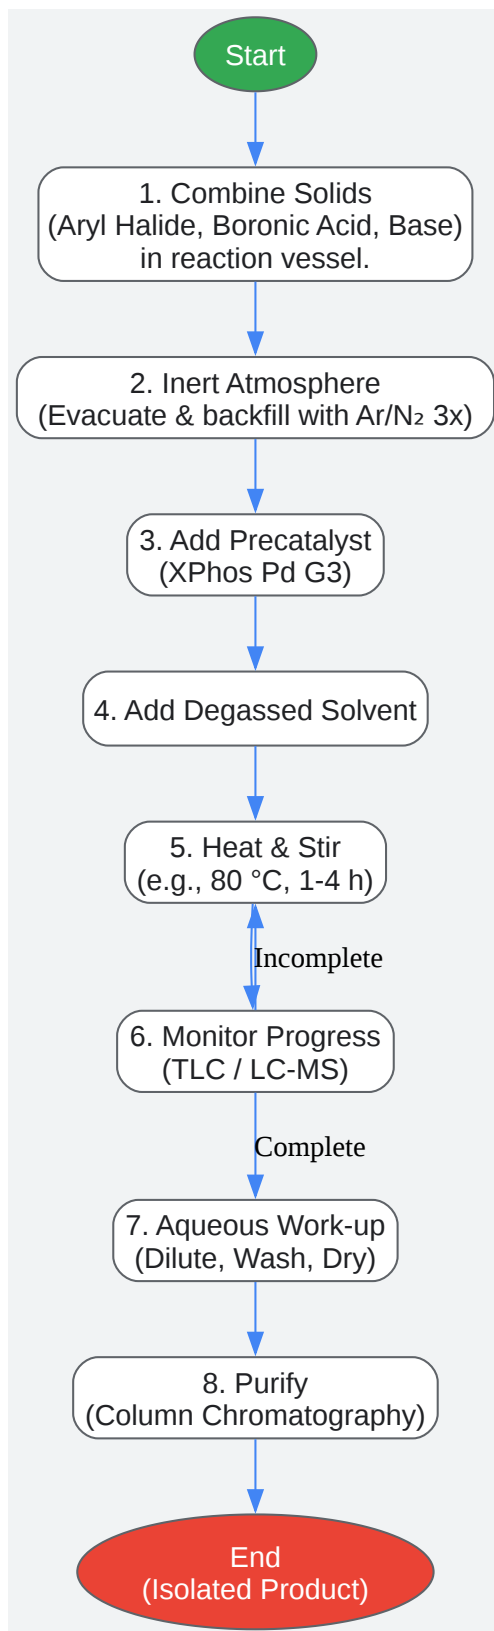 Start
1. Combine Solids
(Aryl Halide, Boronic Acid, Base)
in reaction vessel.
2. Inert Atmosphere
(Evacuate & backfill with Ar/N₂ 3x)
3. Add Precatalyst
(XPhos Pd G3)
4. Add Degassed Solvent
5. Heat & Stir
(e.g., 80 °C, 1-4 h)
Incomplete
6. Monitor Progress
(TLC / LC-MS)
Complete
7. Aqueous Work-up
(Dilute, Wash, Dry)
8. Purify
(Column Chromatography)
End
(Isolated Product)